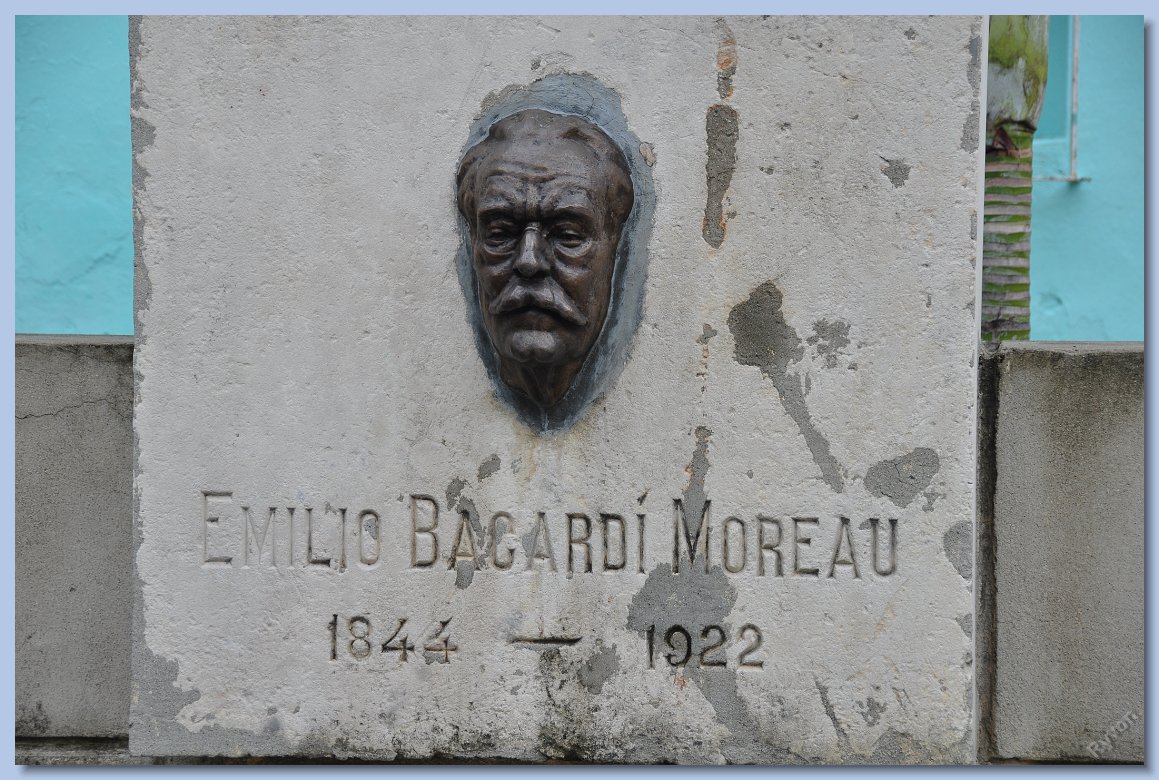 EMILIO BACARDÍ MOREAU
1844 — 1922